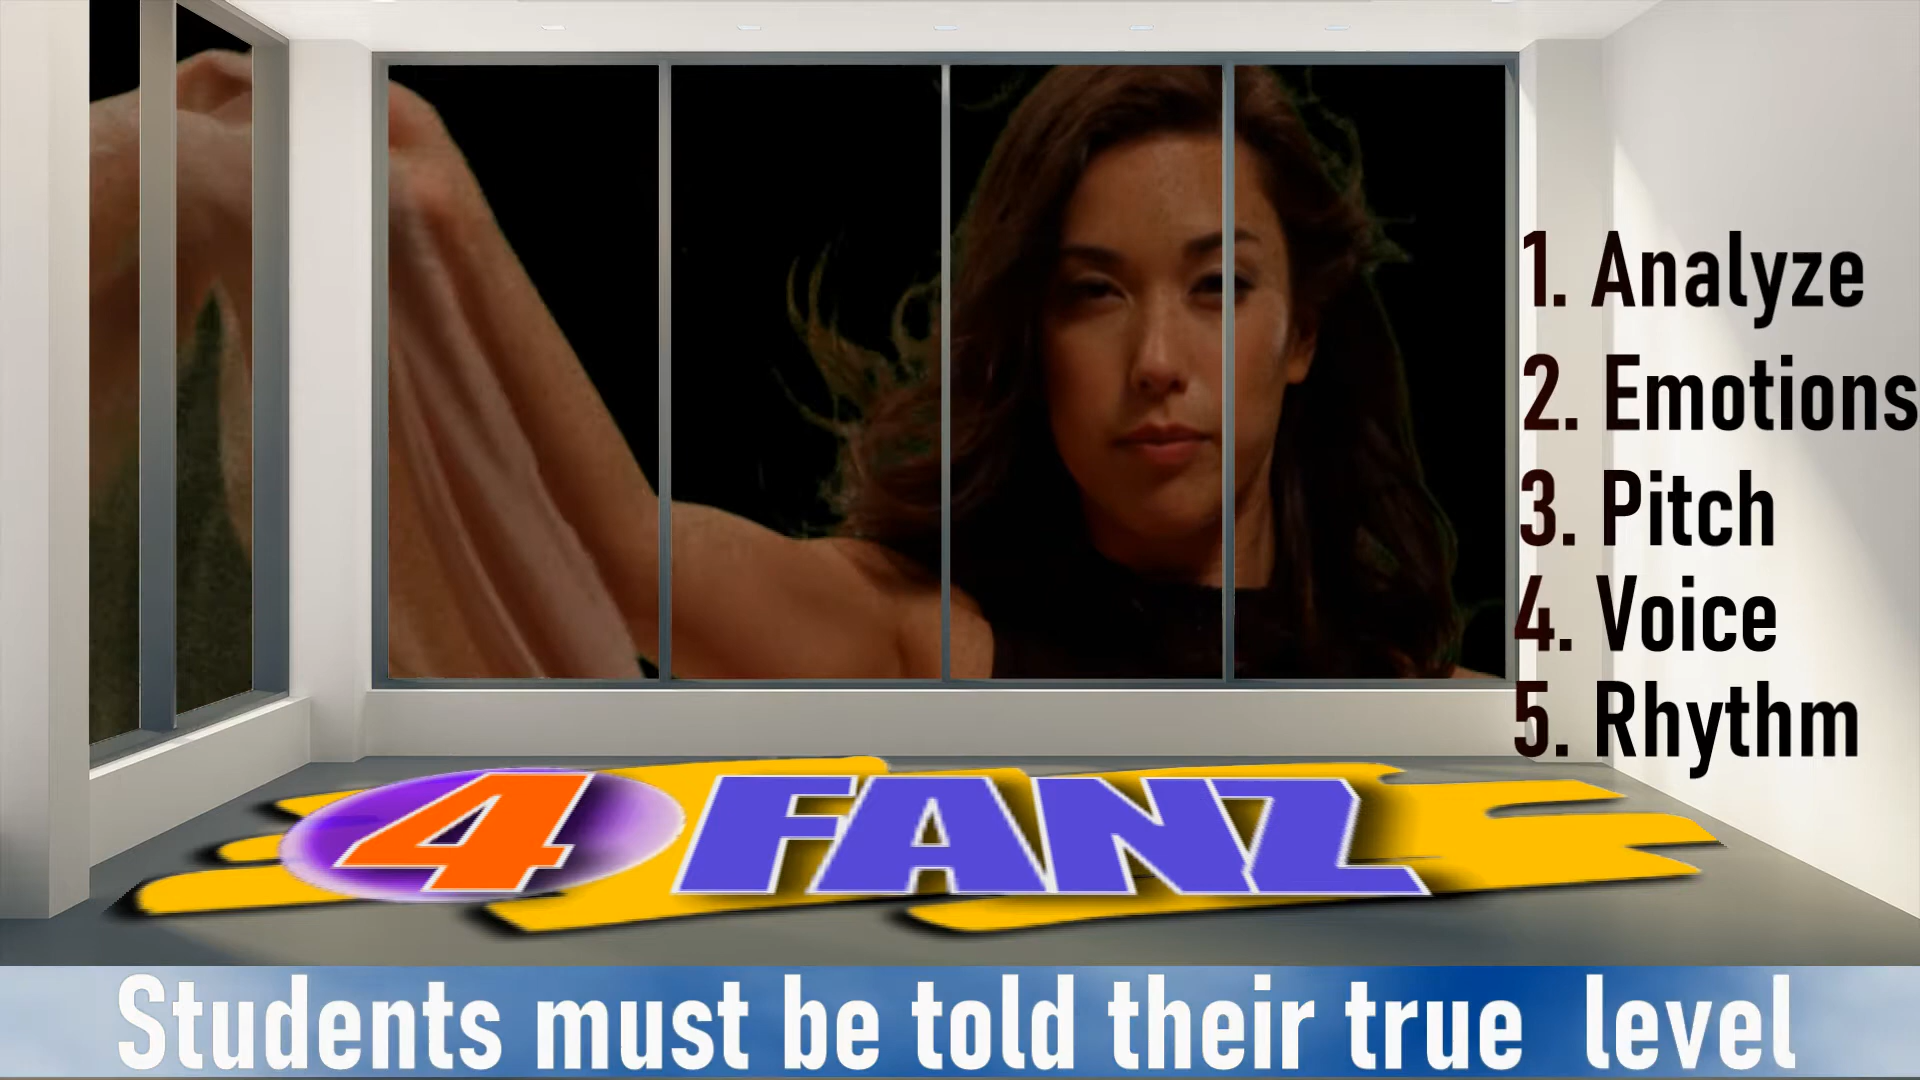 1. Analyze
2. Emotions
3. Pitch
4. Voice
5. Rhythm
4 FANZ
Students must be told their true level